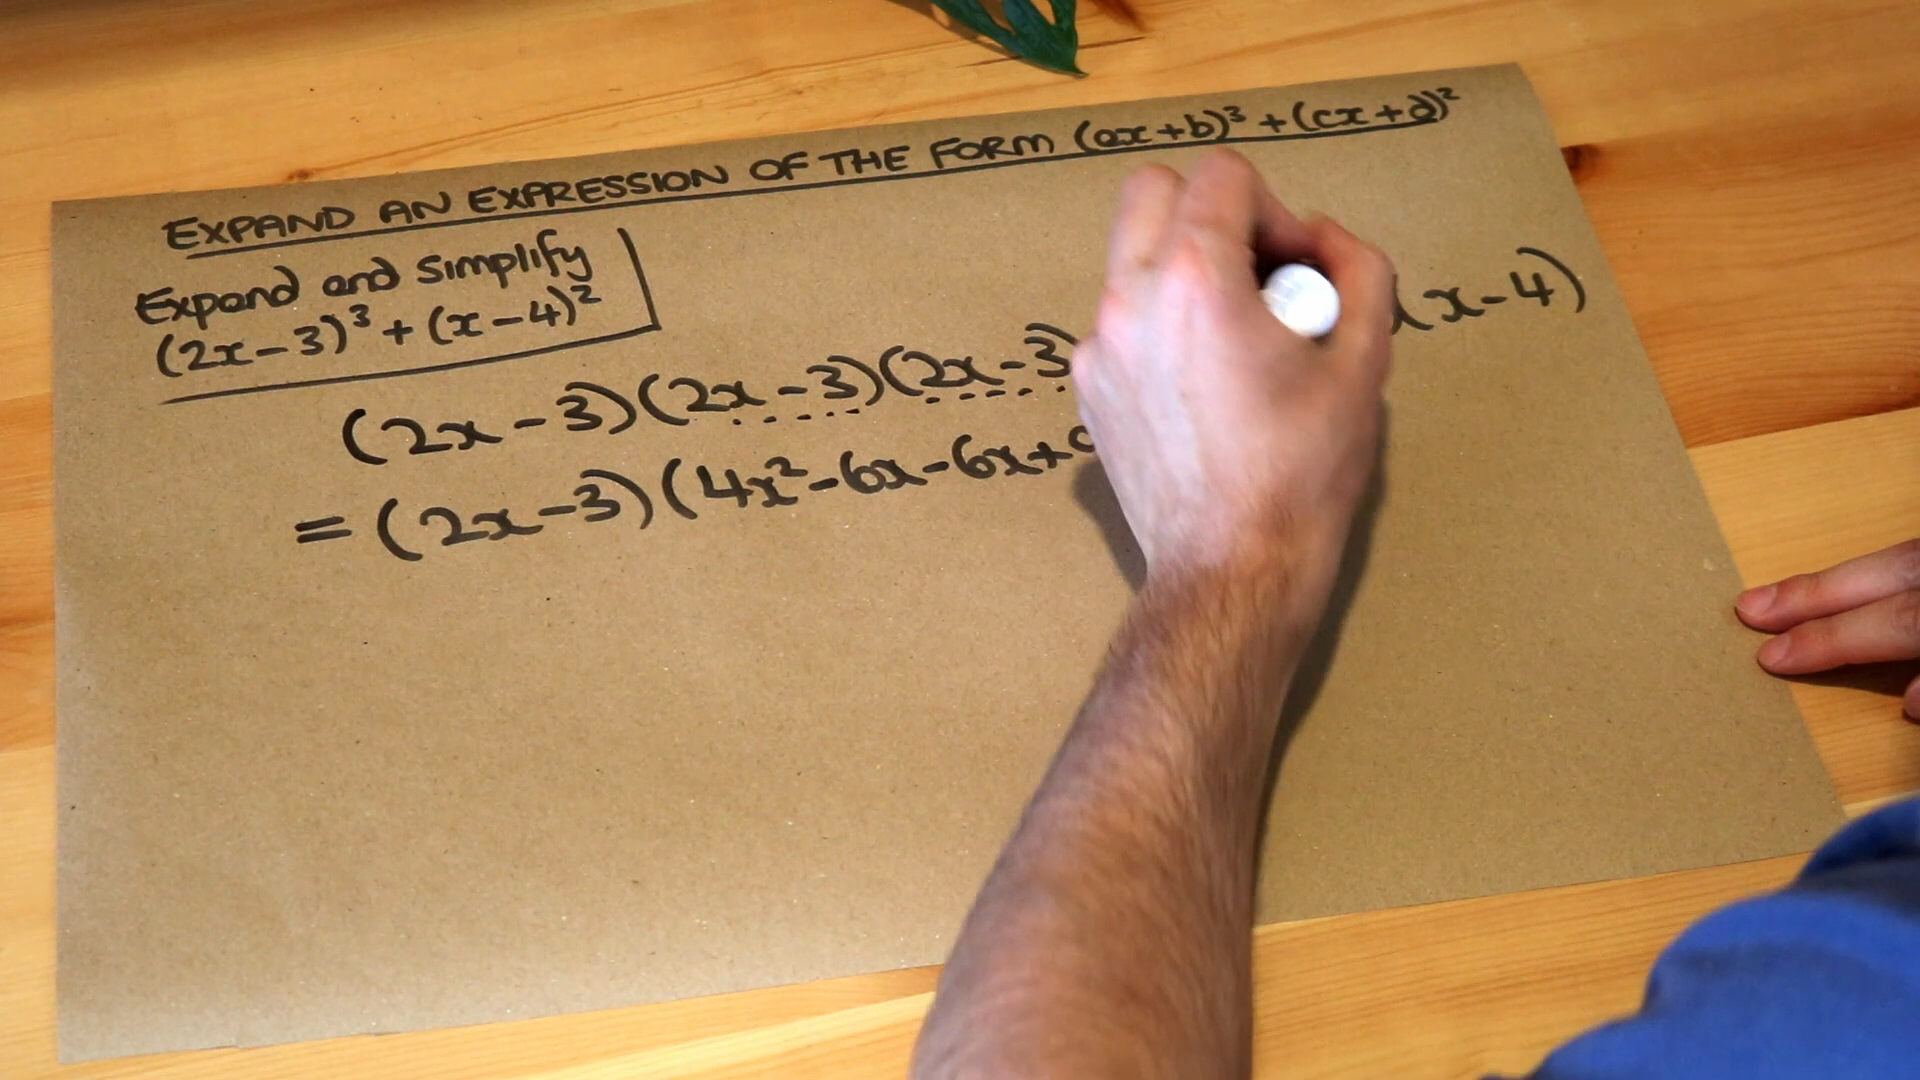 EXPAND AN EXPRESSION OF THE FORM (ax+b)³ + (cx+d)²
Expand and simplify
(2x-3)³ + (x-4)²
(2x-3)(2x-3)(2x-3) (x-4)
= (2x-3)(4x²-6x-6x+